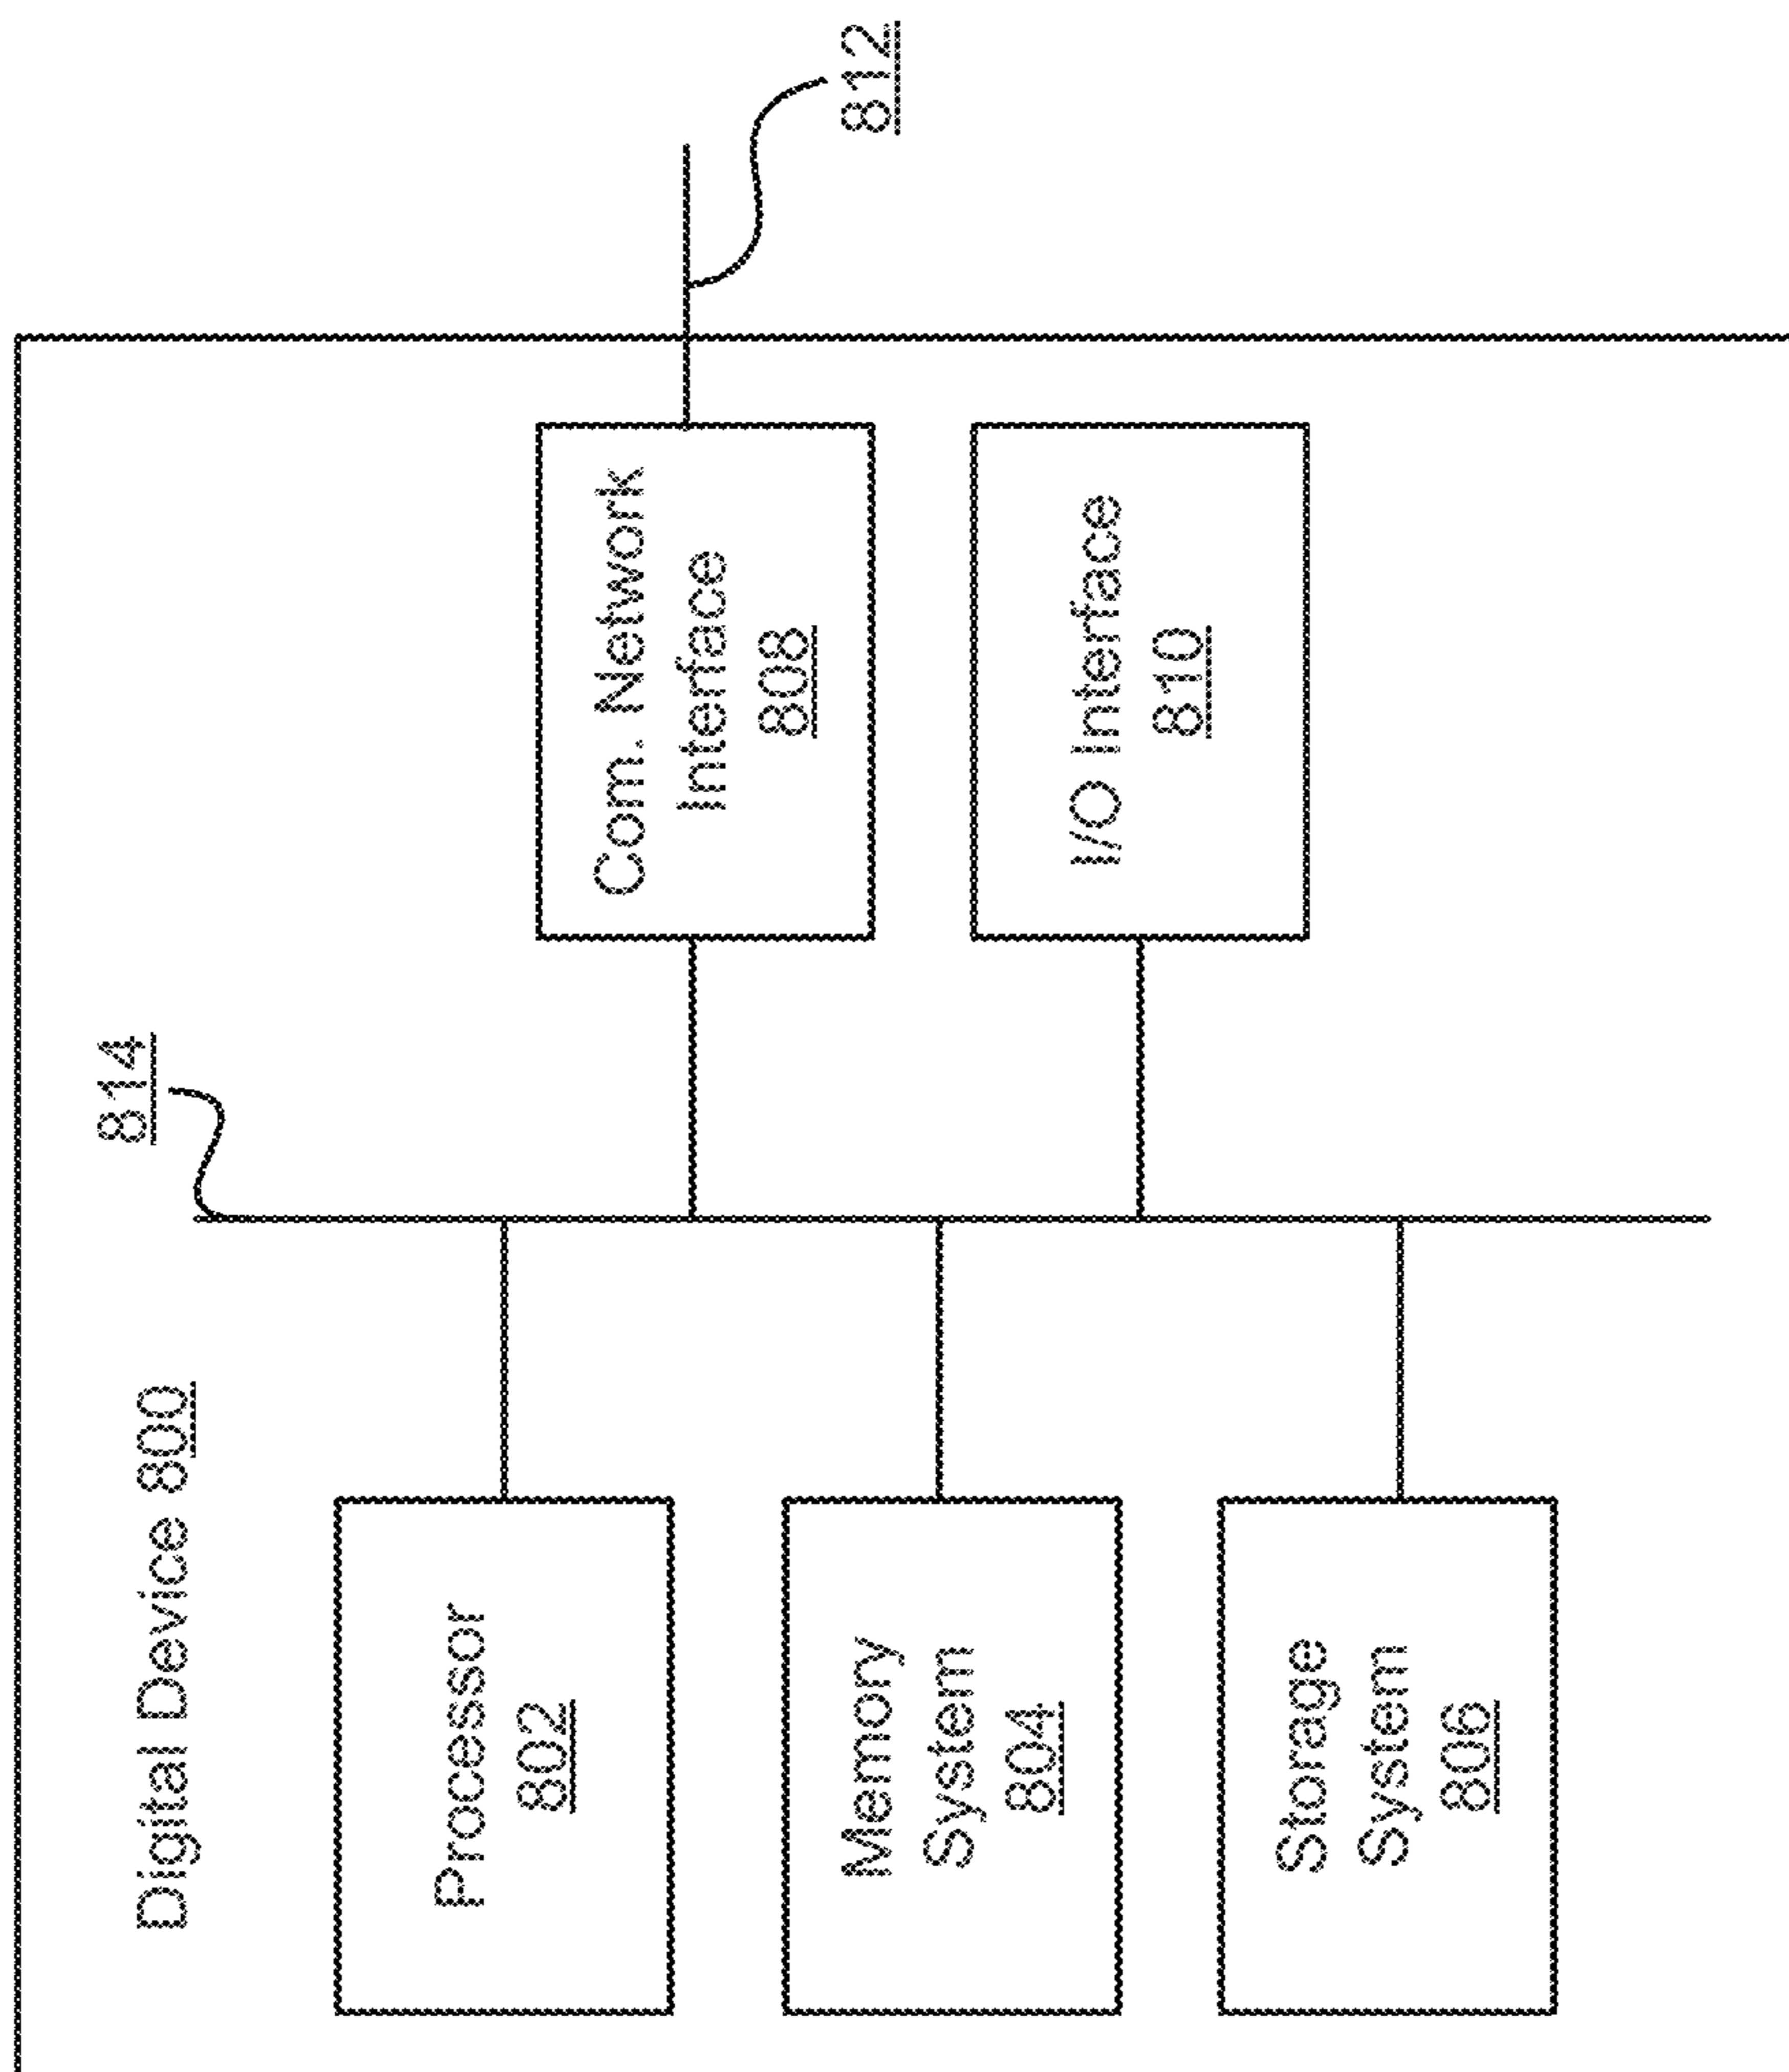 Digital Device 800
814
812
Processor
802
Memory
System
804
Storage
System
806
Com. Network
Interface
808
I/O Interface
810